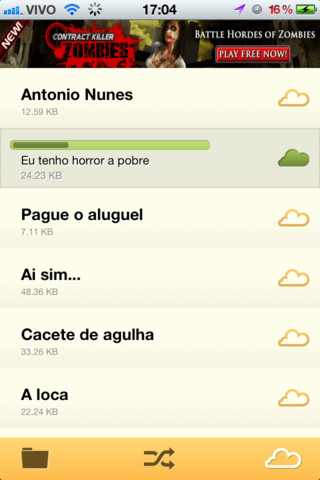 VIVO 17:04 16%
NEW!
CONTRACT KILLER
ZOMBIES
BATTLE HORDES OF ZOMBIES
PLAY FREE NOW!
Antonio Nunes
12.59 KB
Eu tenho horror a pobre
24.23 KB
Pague o aluguel
7.11 KB
Ai sim...
48.36 KB
Cacete de agulha
33.26 KB
A loca
22.24 KB